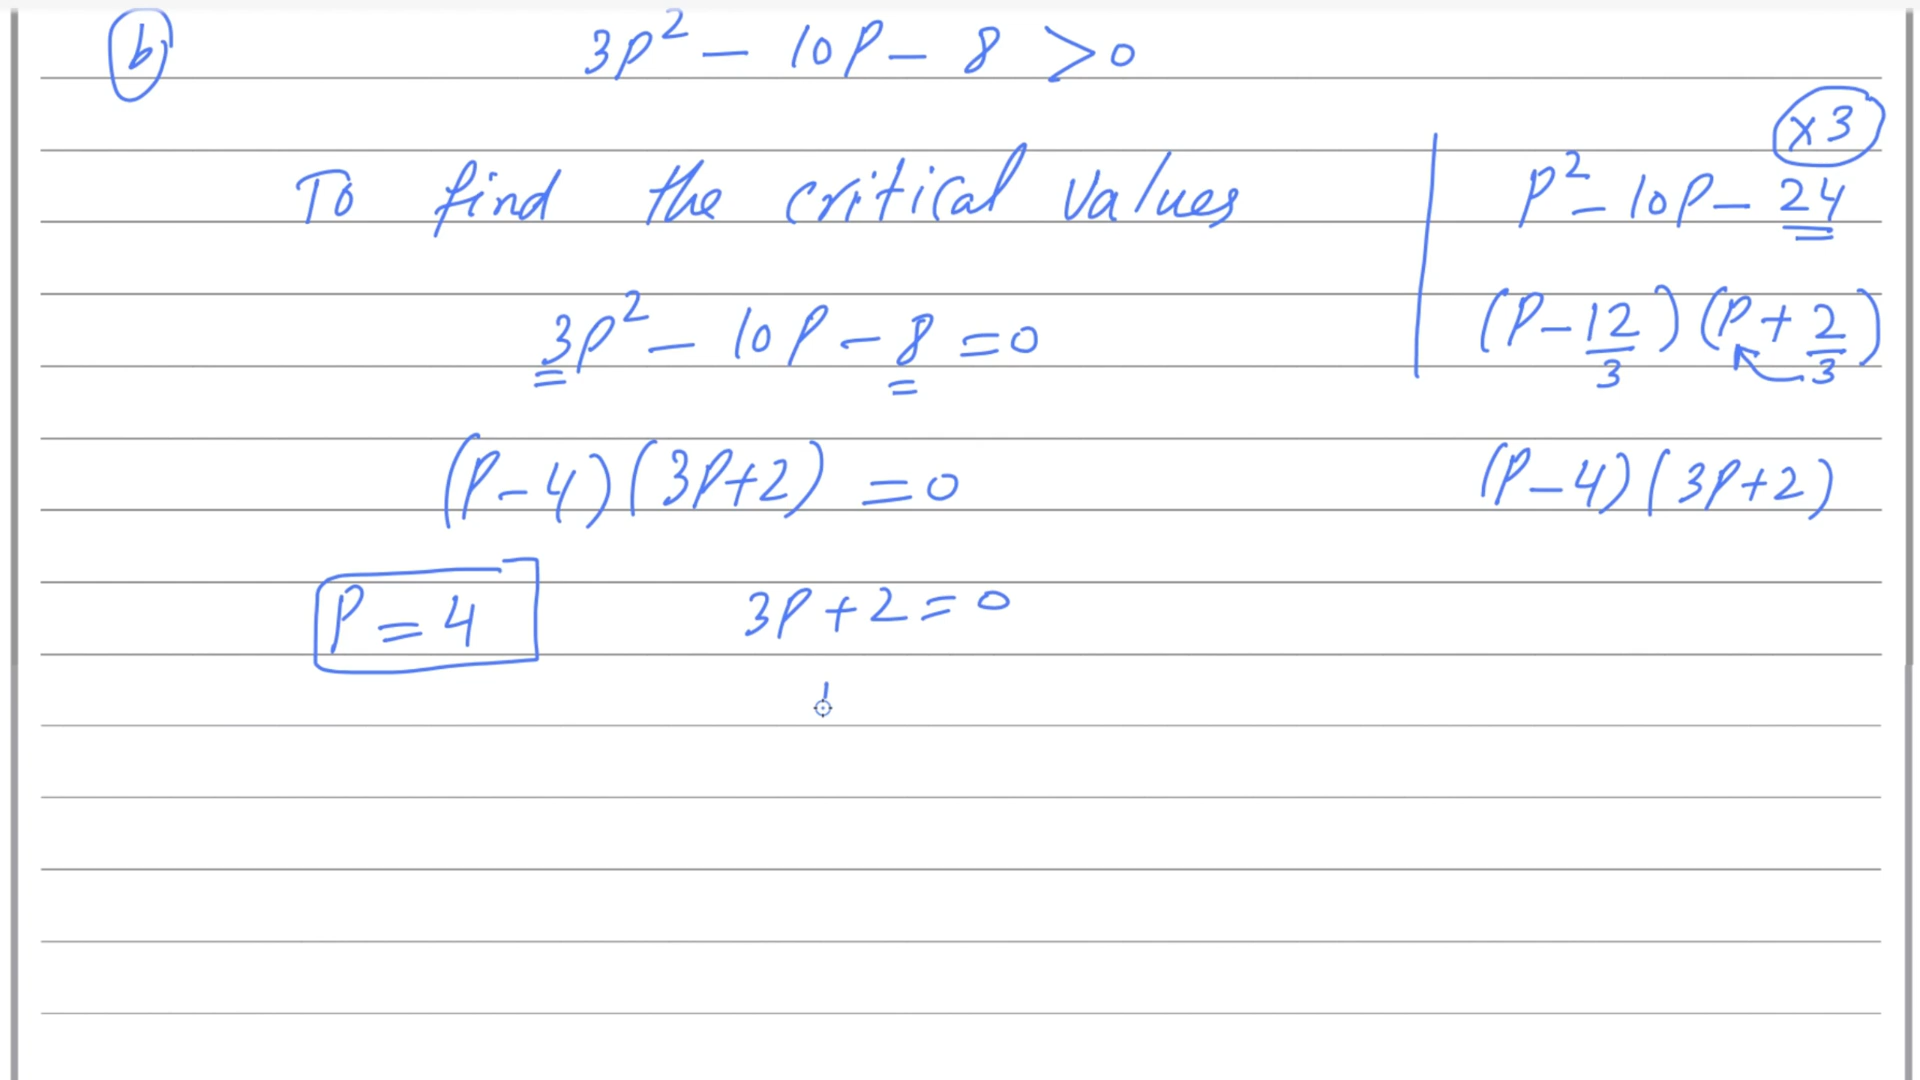 (b) 3p² - 10p - 8 > 0
×3
To find the critical values
p² - 10p - 24
3p² - 10p - 8 = 0
(p - 12/3)(p + 2/3)
(p-4)(3p+2) = 0
(p-4)(3p+2)
p = 4
3p + 2 = 0